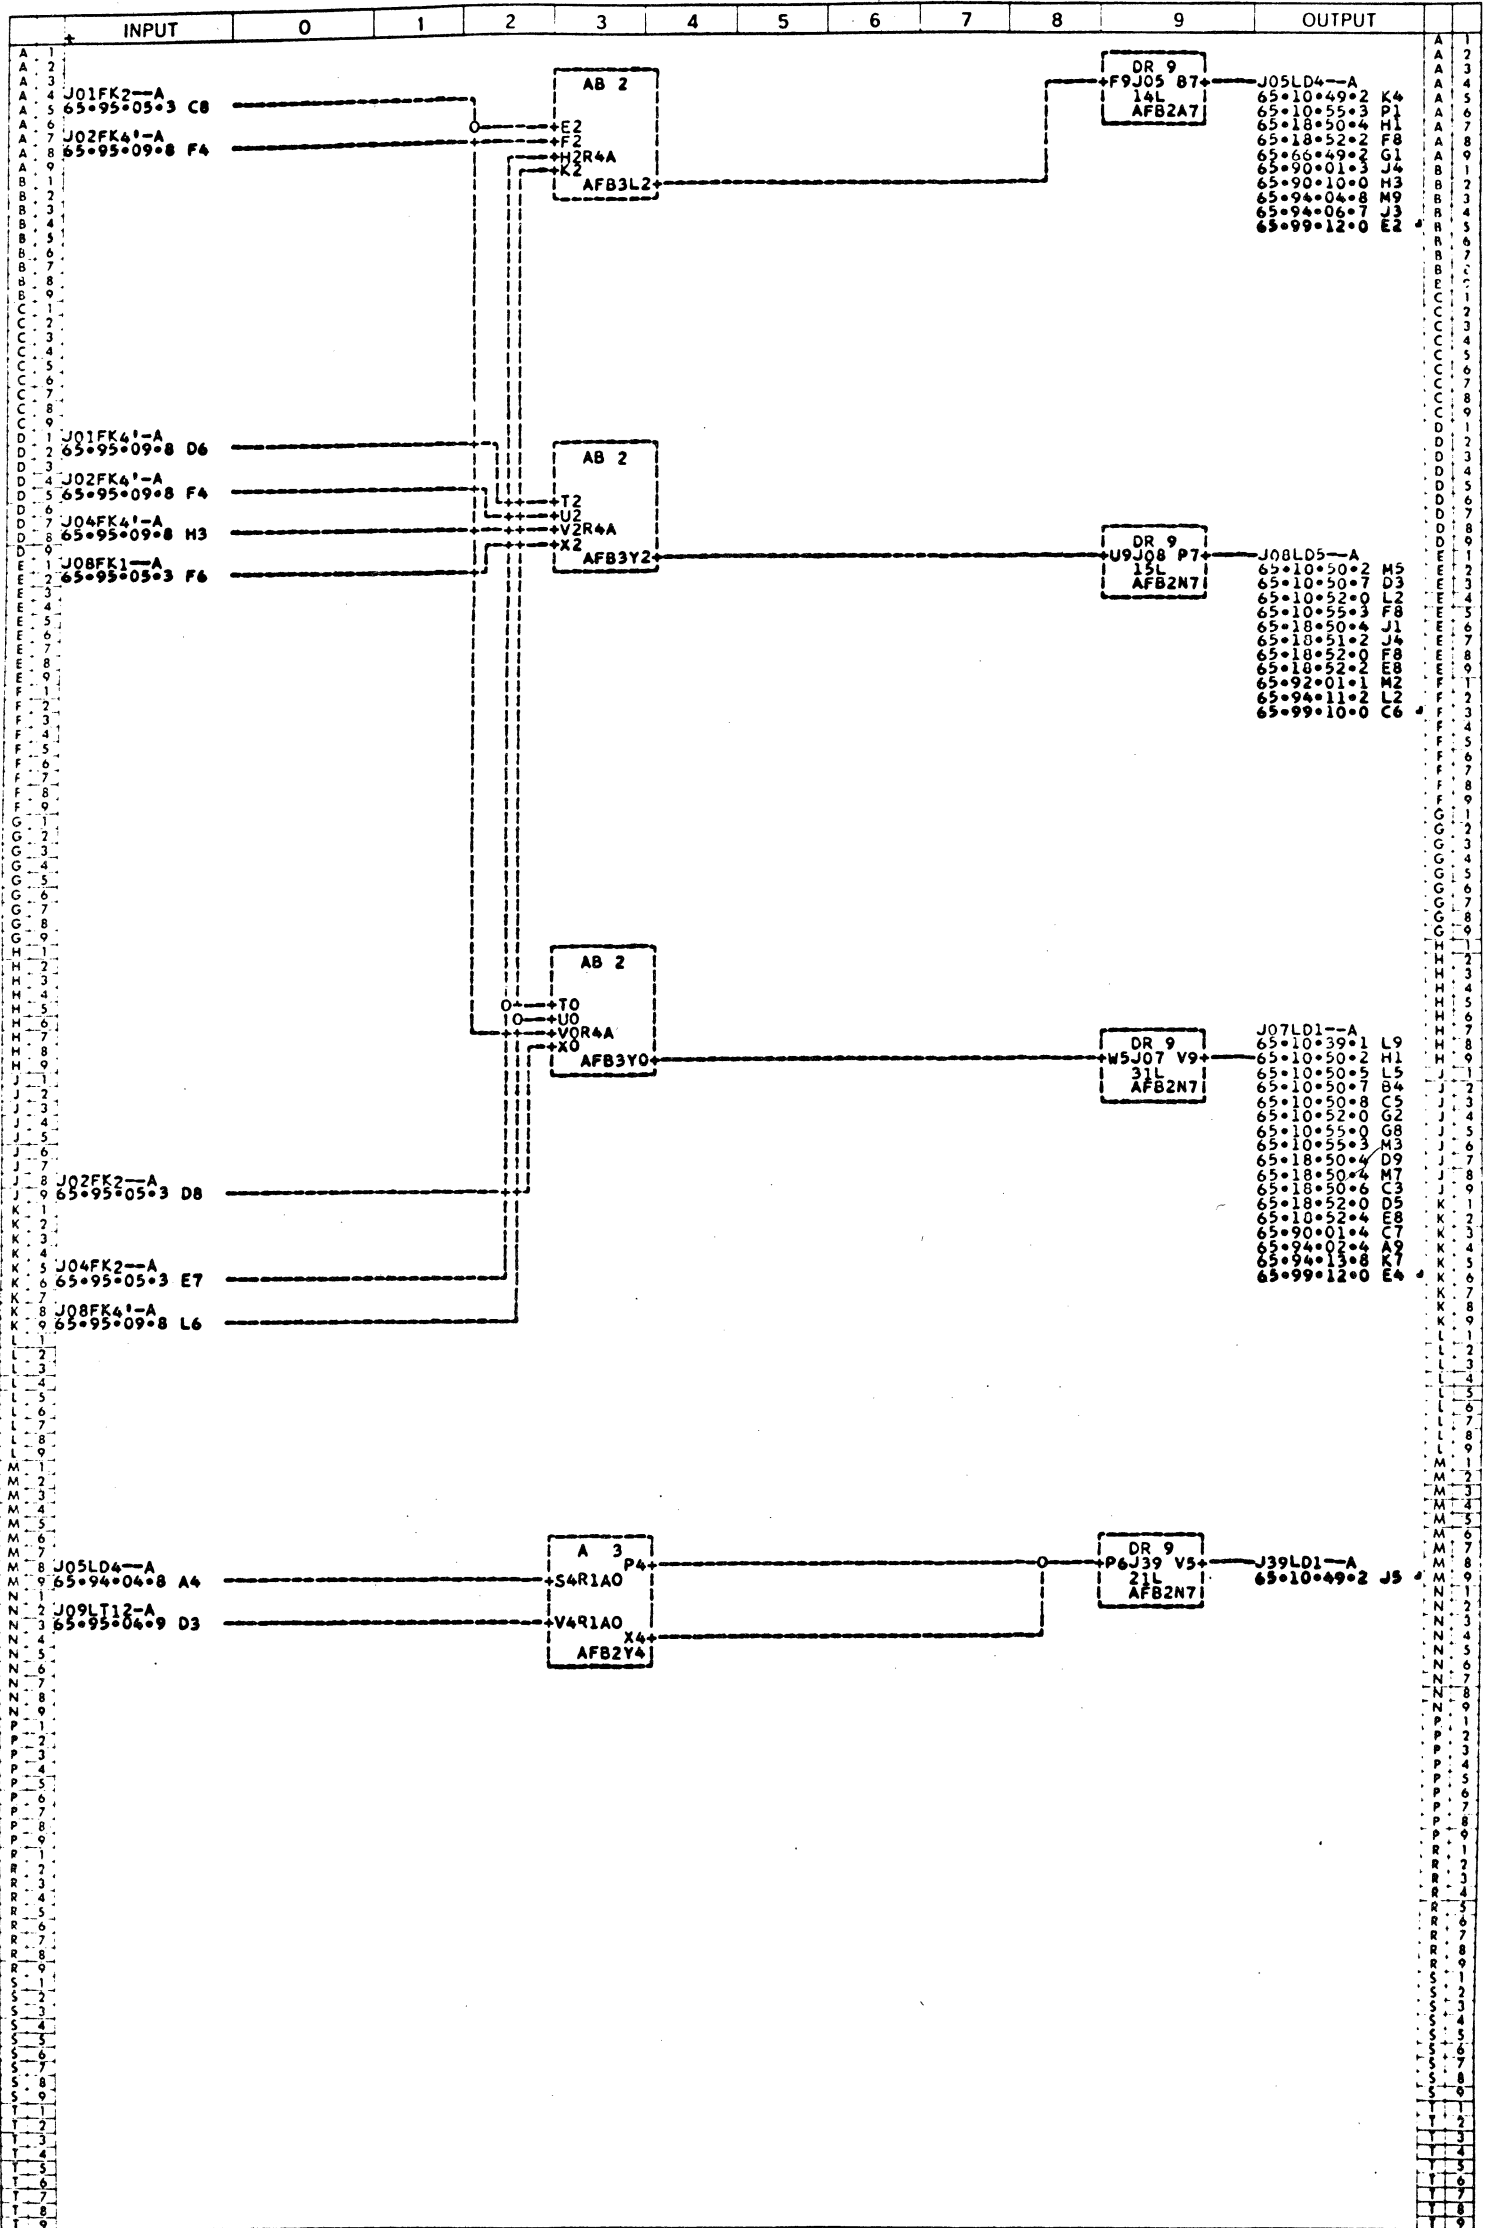 INPUT 0 1 2 3 4 5 6 7 8 9 OUTPUT
J01FK2--A
65•95•05•3 C8
J02FK4'-A
65•95•09•8 F4
AB 2
E2
F2
H2R4A
K2
AFB3L2
DR 9
F9J05 B7
14L
AFB2A7
J05LD4--A
65•10•49•2 K4
65•10•55•3 P1
65•18•50•4 H1
65•18•52•2 F8
65•66•49•2 G1
65•90•01•3 J4
65•90•10•0 H3
65•94•04•8 M9
65•94•06•7 J3
65•99•12•0 E2
J01FK4'-A
65•95•09•8 D6
J02FK4'-A
65•95•09•8 F4
J04FK4'-A
65•95•09•8 H3
J08FK1--A
65•95•05•3 F6
AB 2
T2
U2
V2R4A
X2
AFB3Y2
DR 9
U9J08 P7
15L
AFB2N7
J08LD5--A
65•10•50•2 M5
65•10•50•7 D3
65•10•52•0 L2
65•10•55•3 F8
65•18•50•4 J1
65•18•51•2 J4
65•18•52•0 F8
65•18•52•2 E8
65•92•01•1 M2
65•94•11•2 L2
65•99•10•0 C6
AB 2
T0
U0
V0R4A
X0
AFB3Y0
DR 9
W5J07 V9
31L
AFB2N7
J07LD1--A
65•10•39•1 L9
65•10•50•2 H1
65•10•50•5 L5
65•10•50•7 B4
65•10•50•8 C5
65•10•52•0 G2
65•10•55•0 G8
65•10•55•3 M3
65•18•50•4 D9
65•18•50•4 M7
65•18•50•6 C3
65•18•52•0 D5
65•18•52•4 E8
65•90•01•4 C7
65•94•02•4 A9
65•94•13•8 K7
65•99•12•0 E4
J02FK2--A
65•95•05•3 D8
J04FK2--A
65•95•05•3 E7
J08FK4'-A
65•95•09•8 L6
J05LD4--A
65•94•04•8 A4
J09LT12-A
65•95•04•9 D3
A 3
P4
S4R1A0
V4R1A0
X4
AFB2Y4
DR 9
P6J39 V5
21L
AFB2N7
J39LD1--A
65•10•49•2 J5